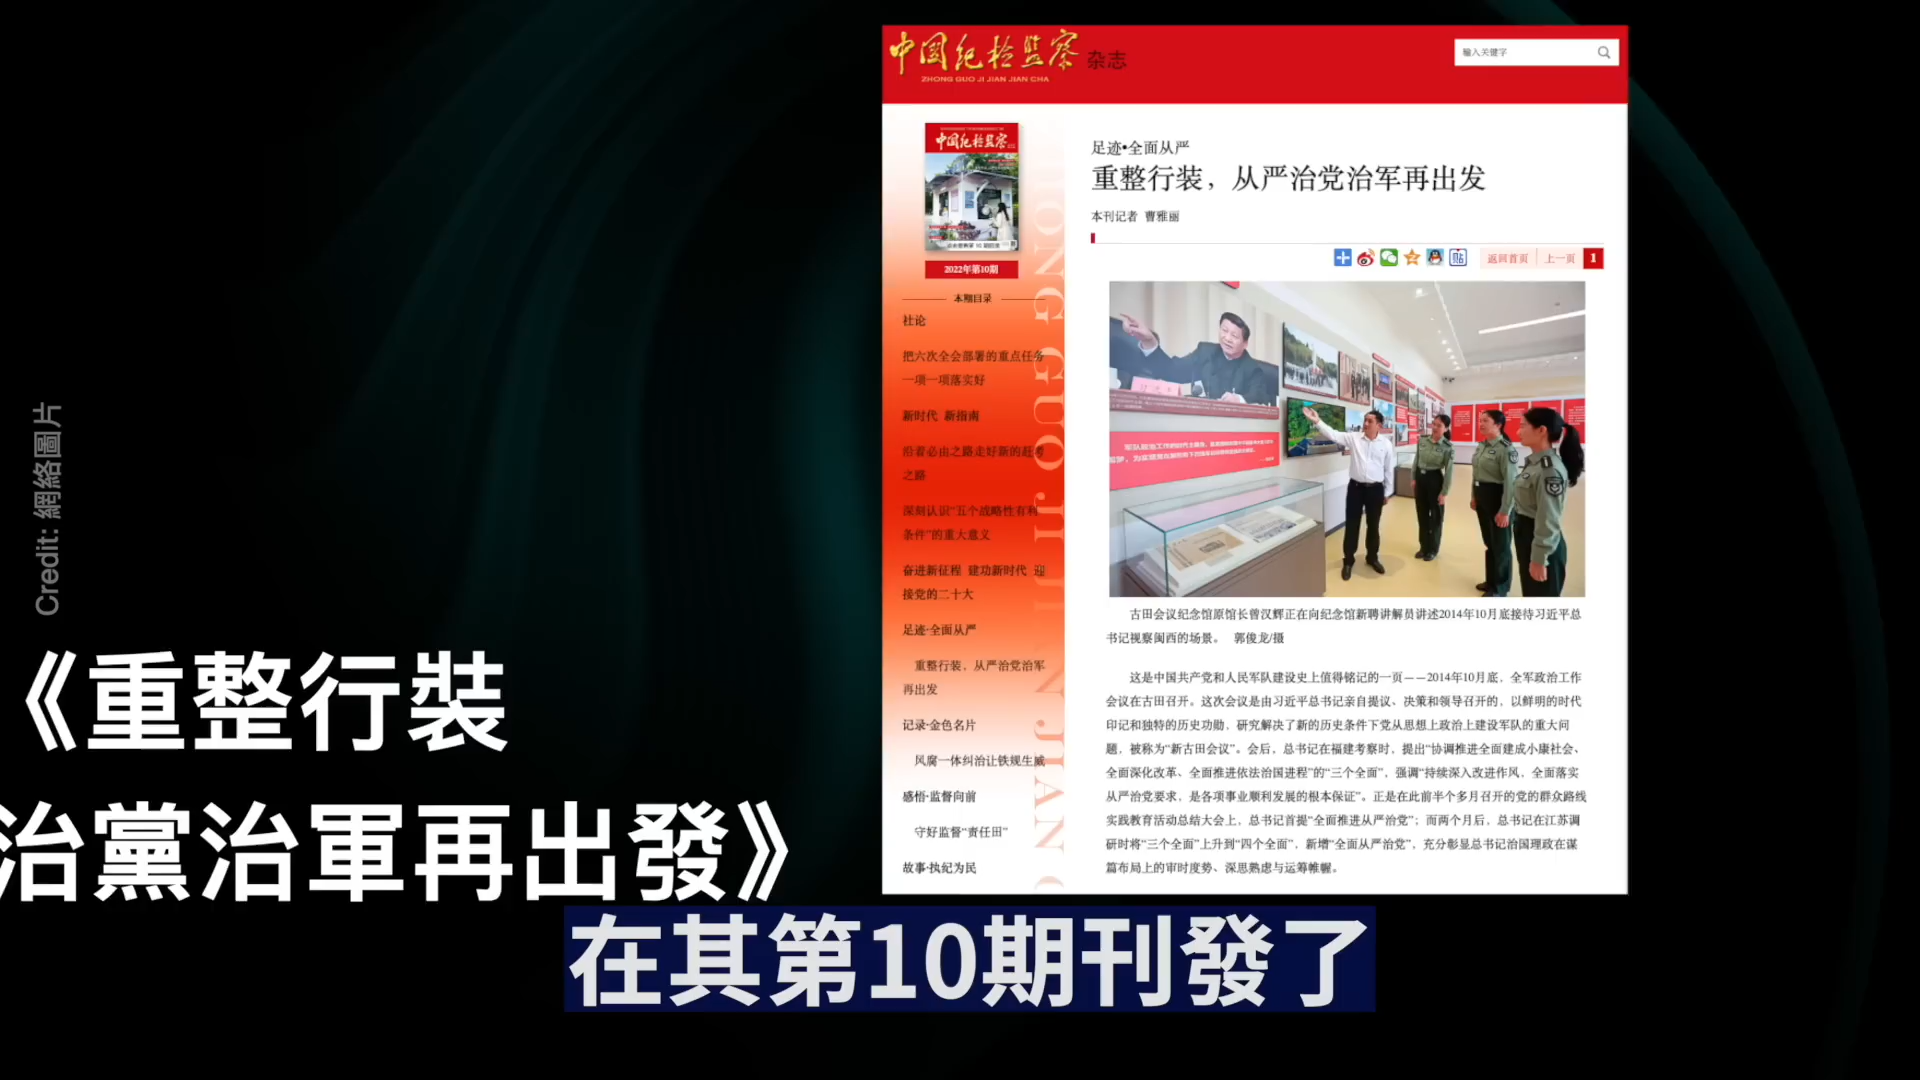 中国纪检监察 杂志
ZHONG GUO JI JIAN JIAN CHA
输入关键字
中国纪检监察
2022年第10期
本期目录
社论
把六次全会部署的重点任务
一项一项落实好
新时代 新指南
沿着必由之路走好新的赶考
之路
深刻认识“五个战略性有利
条件”的重大意义
奋进新征程 建功新时代 迎
接党的二十大
足迹·全面从严
重整行装，从严治党治军
再出发
记录·金色名片
风腐一体纠治让铁规生威
感悟·监督向前
守好监督“责任田”
故事·执纪为民
ZHONG GUO JI JIAN JIAN C
足迹•全面从严
重整行装，从严治党治军再出发
本刊记者 曹雅丽
返回首页 上一页 1
古田会议纪念馆原馆长曾汉辉正在向纪念馆新聘讲解员讲述2014年10月底接待习近平总
书记视察闽西的场景。 郭俊龙/摄
这是中国共产党和人民军队建设史上值得铭记的一页——2014年10月底，全军政治工作
会议在古田召开。这次会议是由习近平总书记亲自提议、决策和领导召开的，以鲜明的时代
印记和独特的历史功勋，研究解决了新的历史条件下党从思想上政治上建设军队的重大问
题，被称为“新古田会议”。会后，总书记在福建考察时，提出“协调推进全面建成小康社会、
全面深化改革、全面推进依法治国进程”的“三个全面”，强调“持续深入改进作风，全面落实
从严治党要求，是各项事业顺利发展的根本保证”。正是在此前半个多月召开的党的群众路线
实践教育活动总结大会上，总书记首提“全面推进从严治党”；而两个月后，总书记在江苏调
研时将“三个全面”上升到“四个全面”，新增“全面从严治党”，充分彰显总书记治国理政在谋
篇布局上的审时度势、深思熟虑与运筹帷幄。
Credit: 網絡圖片
《重整行裝
治黨治軍再出發》
在其第10期刊發了